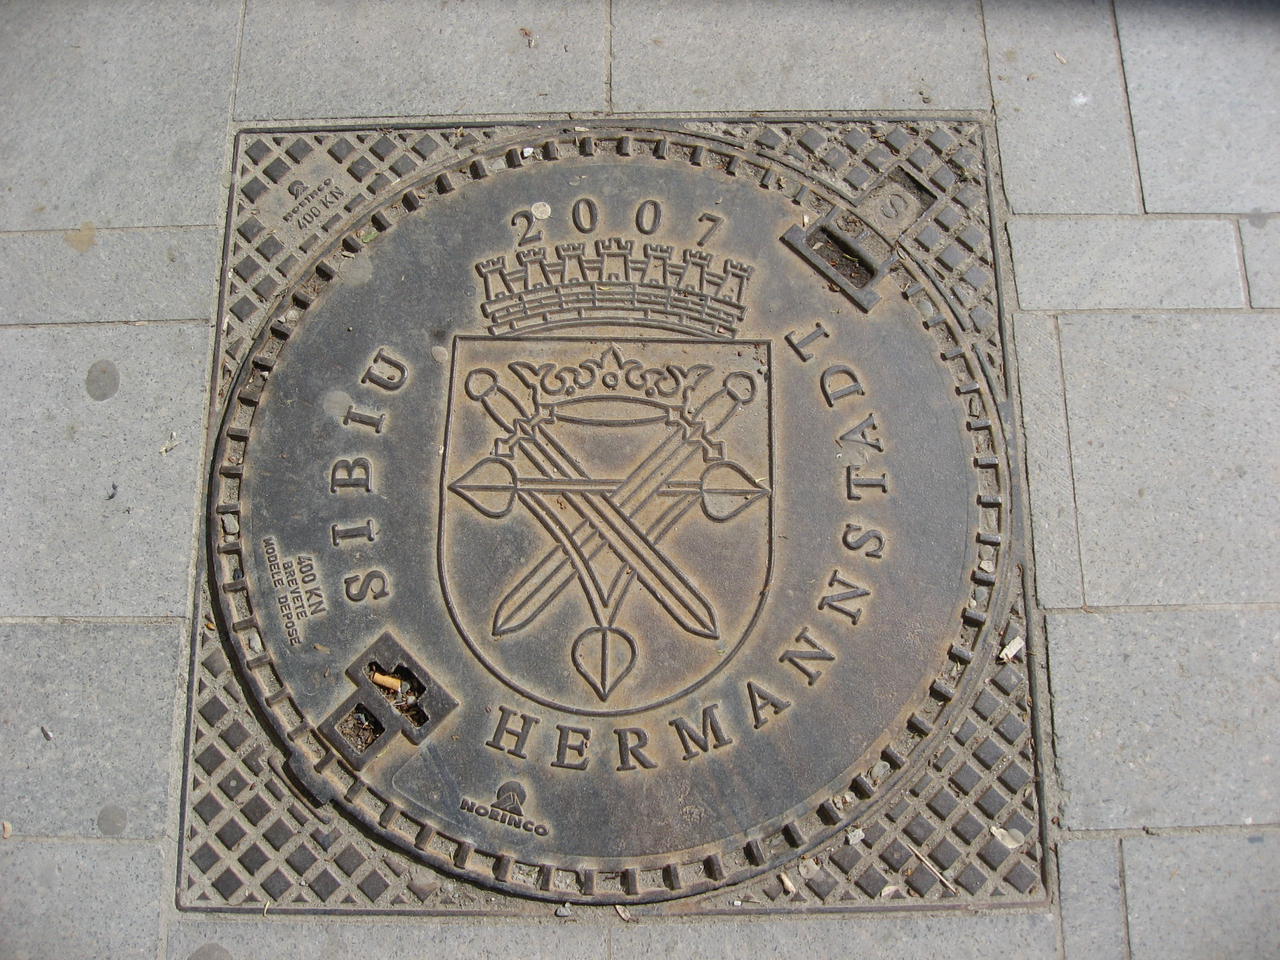 NORINCO
400 KN
S
2007
SIBIU
HERMANNSTADT
400 KN
BREVETE
MODELE DEPOSE
NORINCO